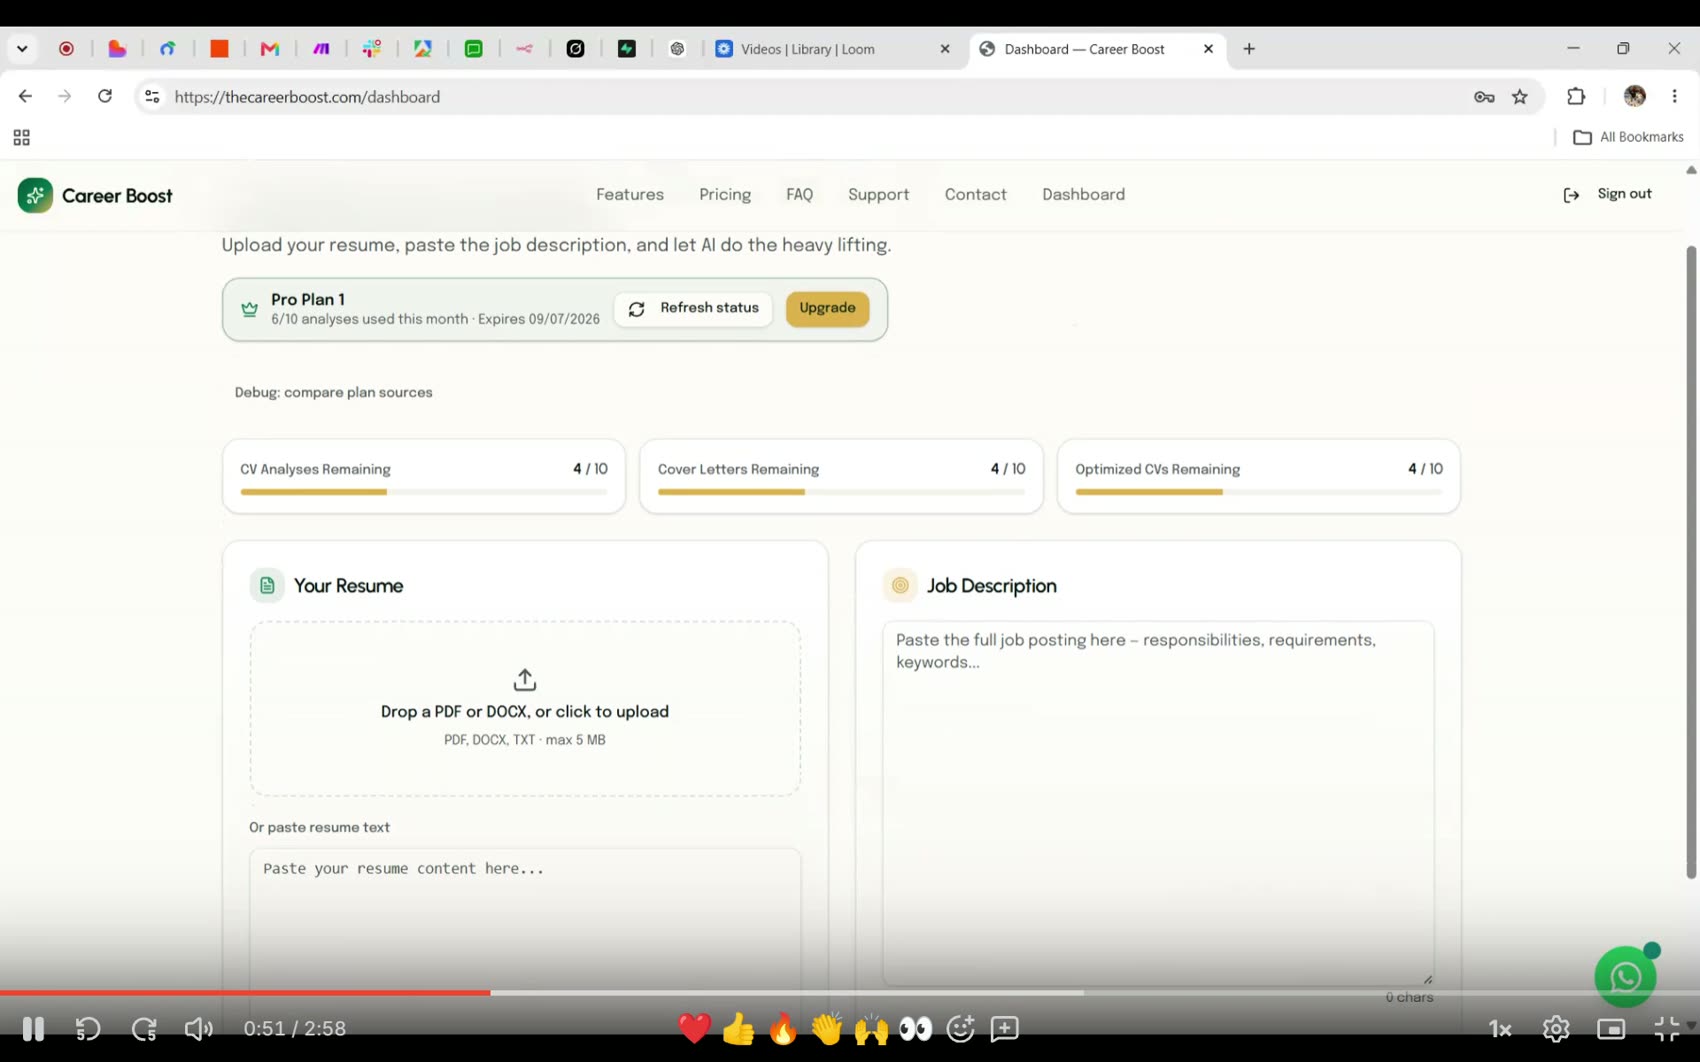 Videos | Library | Loom
Dashboard — Career Boost
https://thecareerboost.com/dashboard
All Bookmarks
Career Boost
Features
Pricing
FAQ
Support
Contact
Dashboard
Sign out
Upload your resume, paste the job description, and let AI do the heavy lifting.
Pro Plan 1
6/10 analyses used this month · Expires 09/07/2026
Refresh status
Upgrade
Debug: compare plan sources
CV Analyses Remaining
4 / 10
Cover Letters Remaining
4 / 10
Optimized CVs Remaining
4 / 10
Your Resume
Drop a PDF or DOCX, or click to upload
PDF, DOCX, TXT · max 5 MB
Or paste resume text
Paste your resume content here...
Job Description
Paste the full job posting here – responsibilities, requirements,
keywords...
0 chars
5
5
0:51 / 2:58
1x